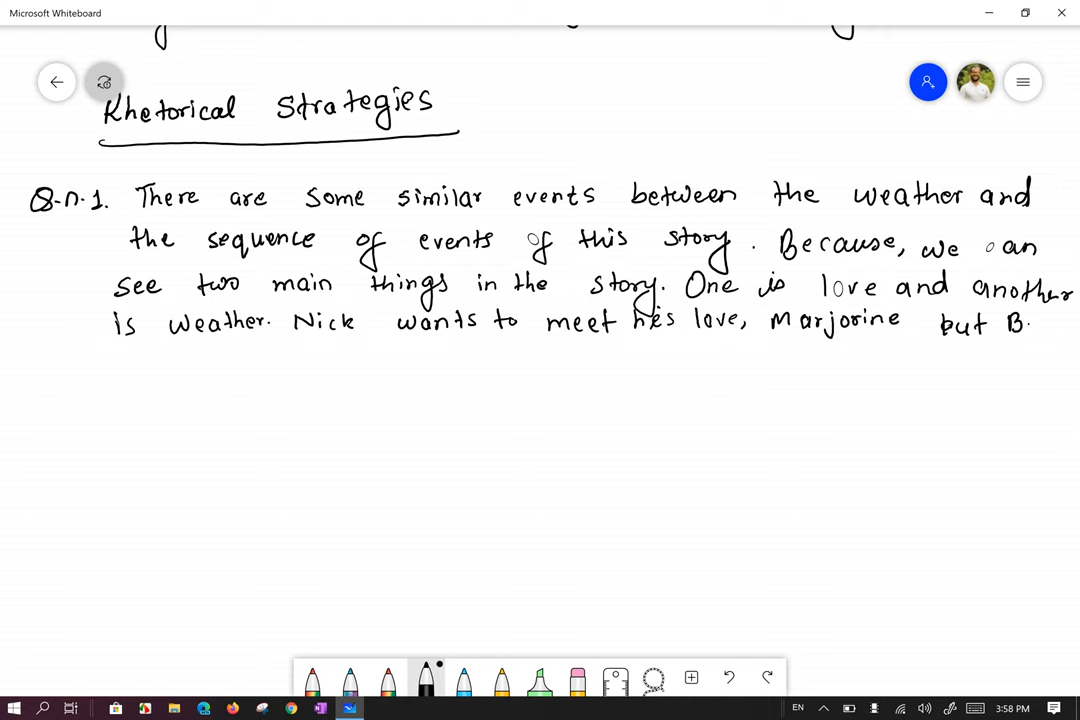 Microsoft Whiteboard
Rhetorical Strategies
Q.n.1. There are some similar events between the weather and
the sequence of events of this story. Because, we can
see two main things in the story. One is love and another
is weather. Nick wants to meet his love, Marjorine but B.
EN
3:58 PM